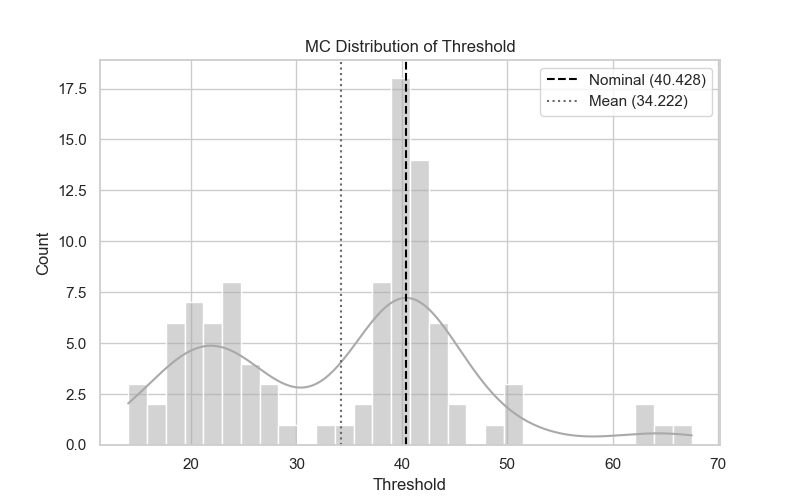 MC Distribution of Threshold
Nominal (40.428)
Mean (34.222)
Count
17.5
15.0
12.5
10.0
7.5
5.0
2.5
0.0
20 30 40 50 60 70
Threshold